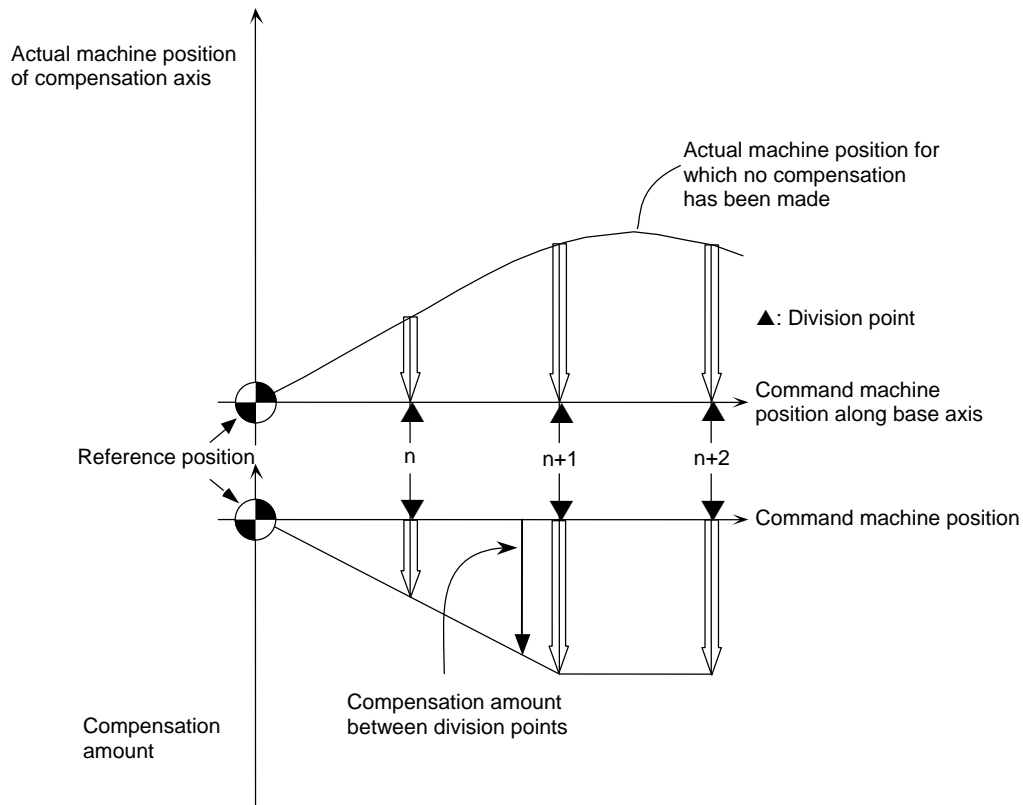 Actual machine position
of compensation axis
Actual machine position for
which no compensation
has been made
▲: Division point
Command machine
position along base axis
Reference position
n
n+1
n+2
Command machine position
Compensation amount
between division points
Compensation
amount